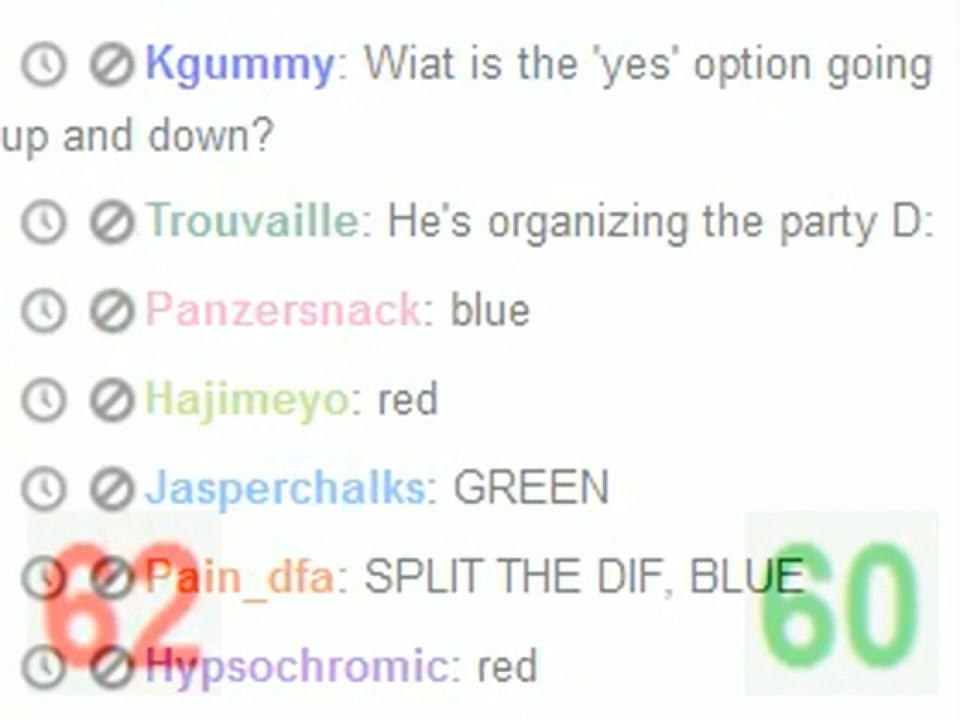 Kgummy: Wiat is the 'yes' option going
up and down?
Trouvaille: He's organizing the party D:
Panzersnack: blue
Hajimeyo: red
Jasperchalks: GREEN
Pain_dfa: SPLIT THE DIF, BLUE
62 60
Hypsochromic: red